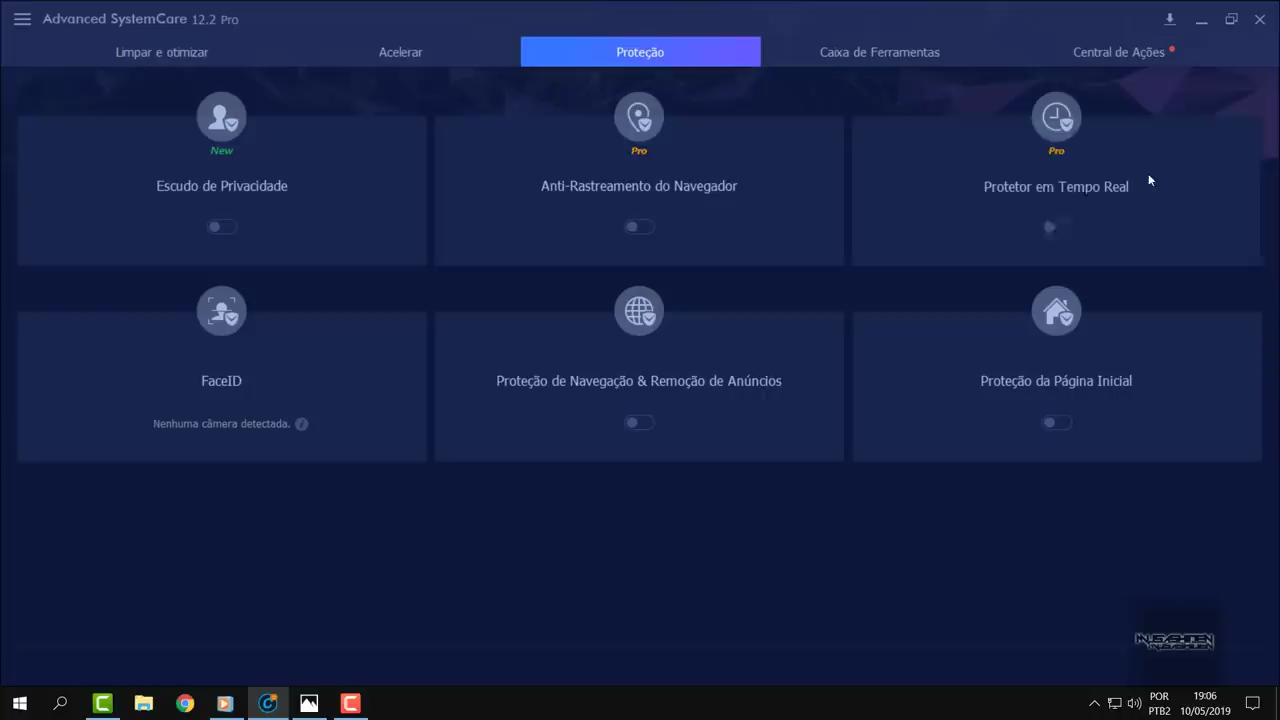 Advanced SystemCare 12.2 Pro
Limpar e otimizar
Acelerar
Proteção
Caixa de Ferramentas
Central de Ações
New
Pro
Pro
Escudo de Privacidade
Anti-Rastreamento do Navegador
Protetor em Tempo Real
FaceID
Proteção de Navegação & Remoção de Anúncios
Proteção da Página Inicial
Nenhuma câmera detectada.
POR
19:06
PTB2
10/05/2019